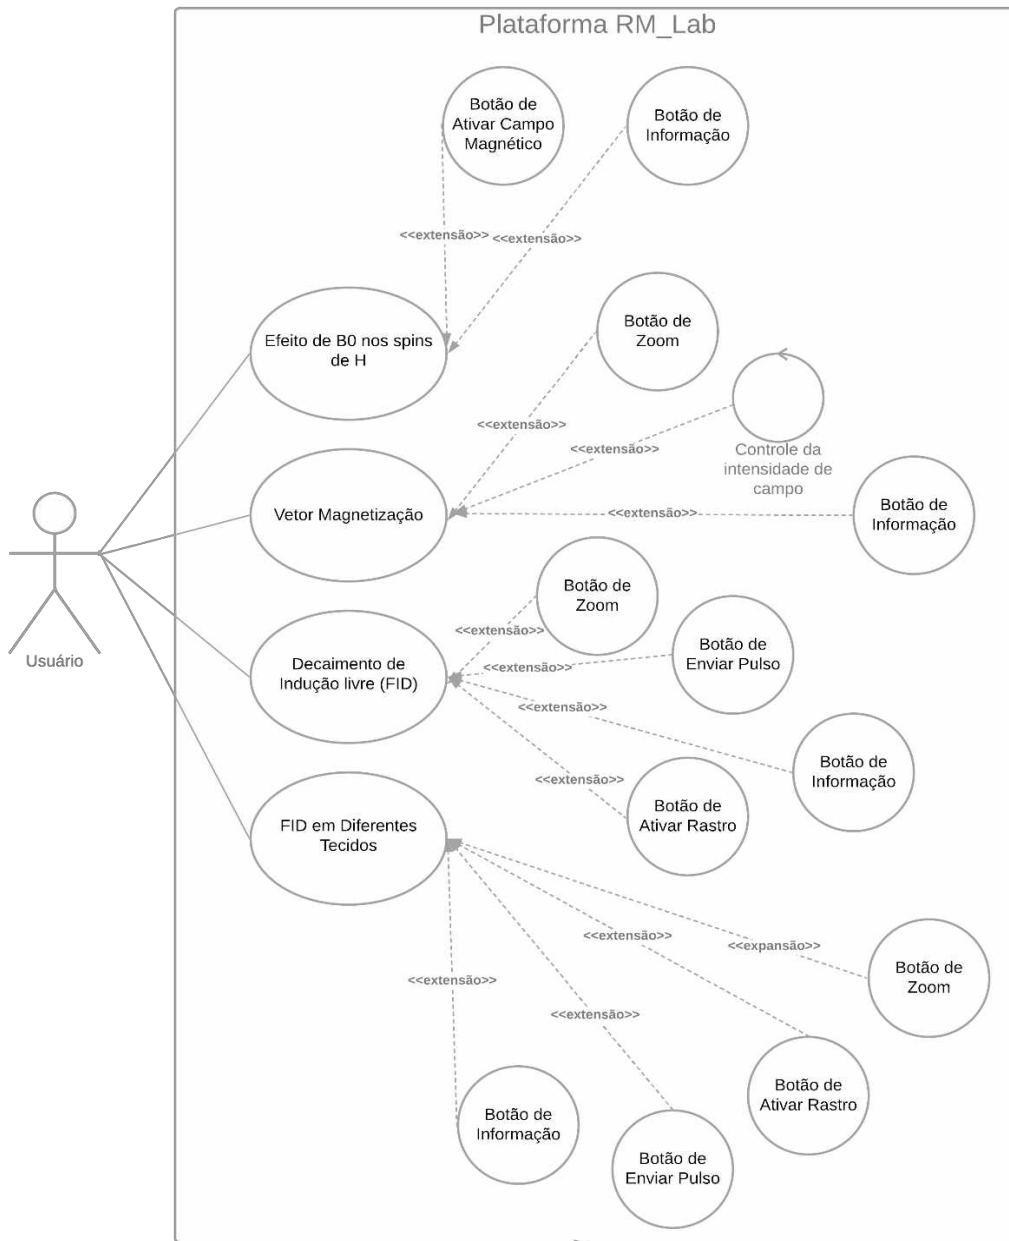 Plataforma RM_Lab
Botão de
Ativar Campo
Magnético
Botão de
Informação
<<extensão>>
<<extensão>>
Efeito de B0 nos spins
de H
Botão de
Zoom
<<extensão>>
<<extensão>>
Controle da
intensidade de
campo
Vetor Magnetização
<<extensão>>
Botão de
Informação
Usuário
Botão de
Zoom
<<extensão>>
Botão de
Enviar Pulso
<<extensão>>
Decaimento de
Indução livre (FID)
<<extensão>>
Botão de
Informação
<<extensão>>
Botão de
Ativar Rastro
FID em Diferentes
Tecidos
<<extensão>>
<<expansão>>
Botão de
Zoom
<<extensão>>
<<extensão>>
Botão de
Ativar Rastro
Botão de
Informação
Botão de
Enviar Pulso